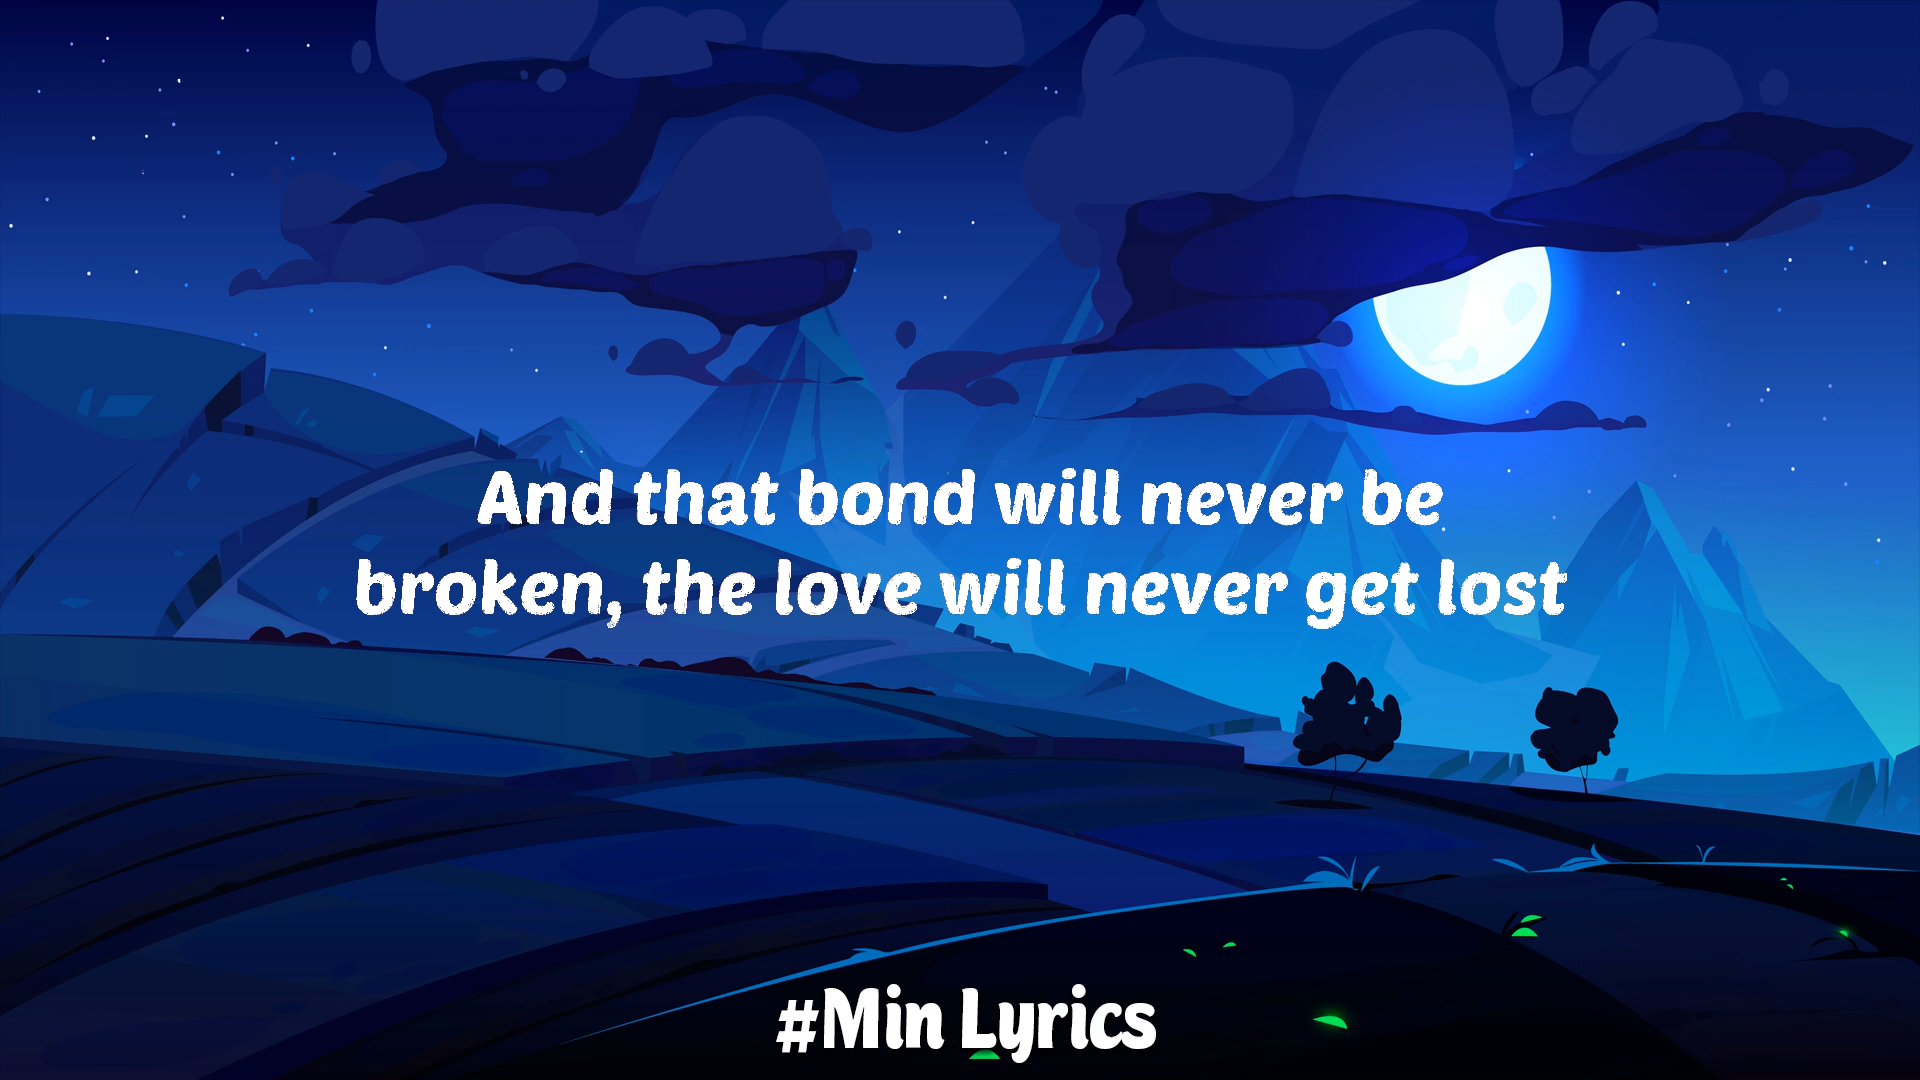 And that bond will never be
broken, the love will never get lost
#Min Lyrics